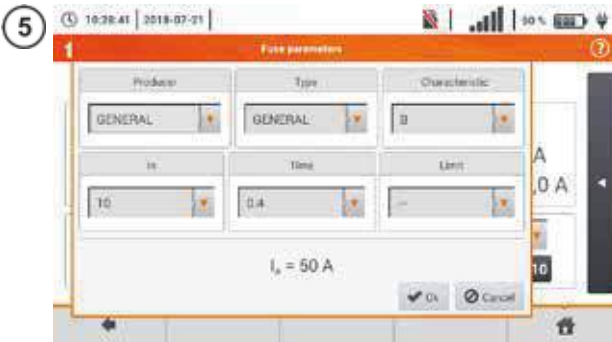 5
10:28:41 2018-07-21 50 %
1 Fuse parameters ?
Producer Type Characteristic
GENERAL GENERAL B
In Time Limit
10 0.4 --
A
,0 A
Iₐ = 50 A
10
Ok Cancel